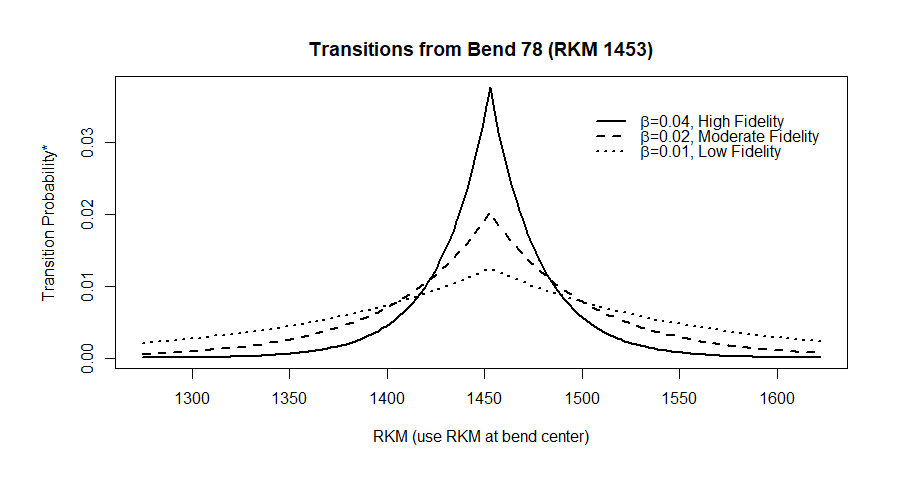 Transitions from Bend 78 (RKM 1453)
β=0.04, High Fidelity
β=0.02, Moderate Fidelity
β=0.01, Low Fidelity
Transition Probability*
0.03
0.02
0.01
0.00
1300 1350 1400 1450 1500 1550 1600
RKM (use RKM at bend center)